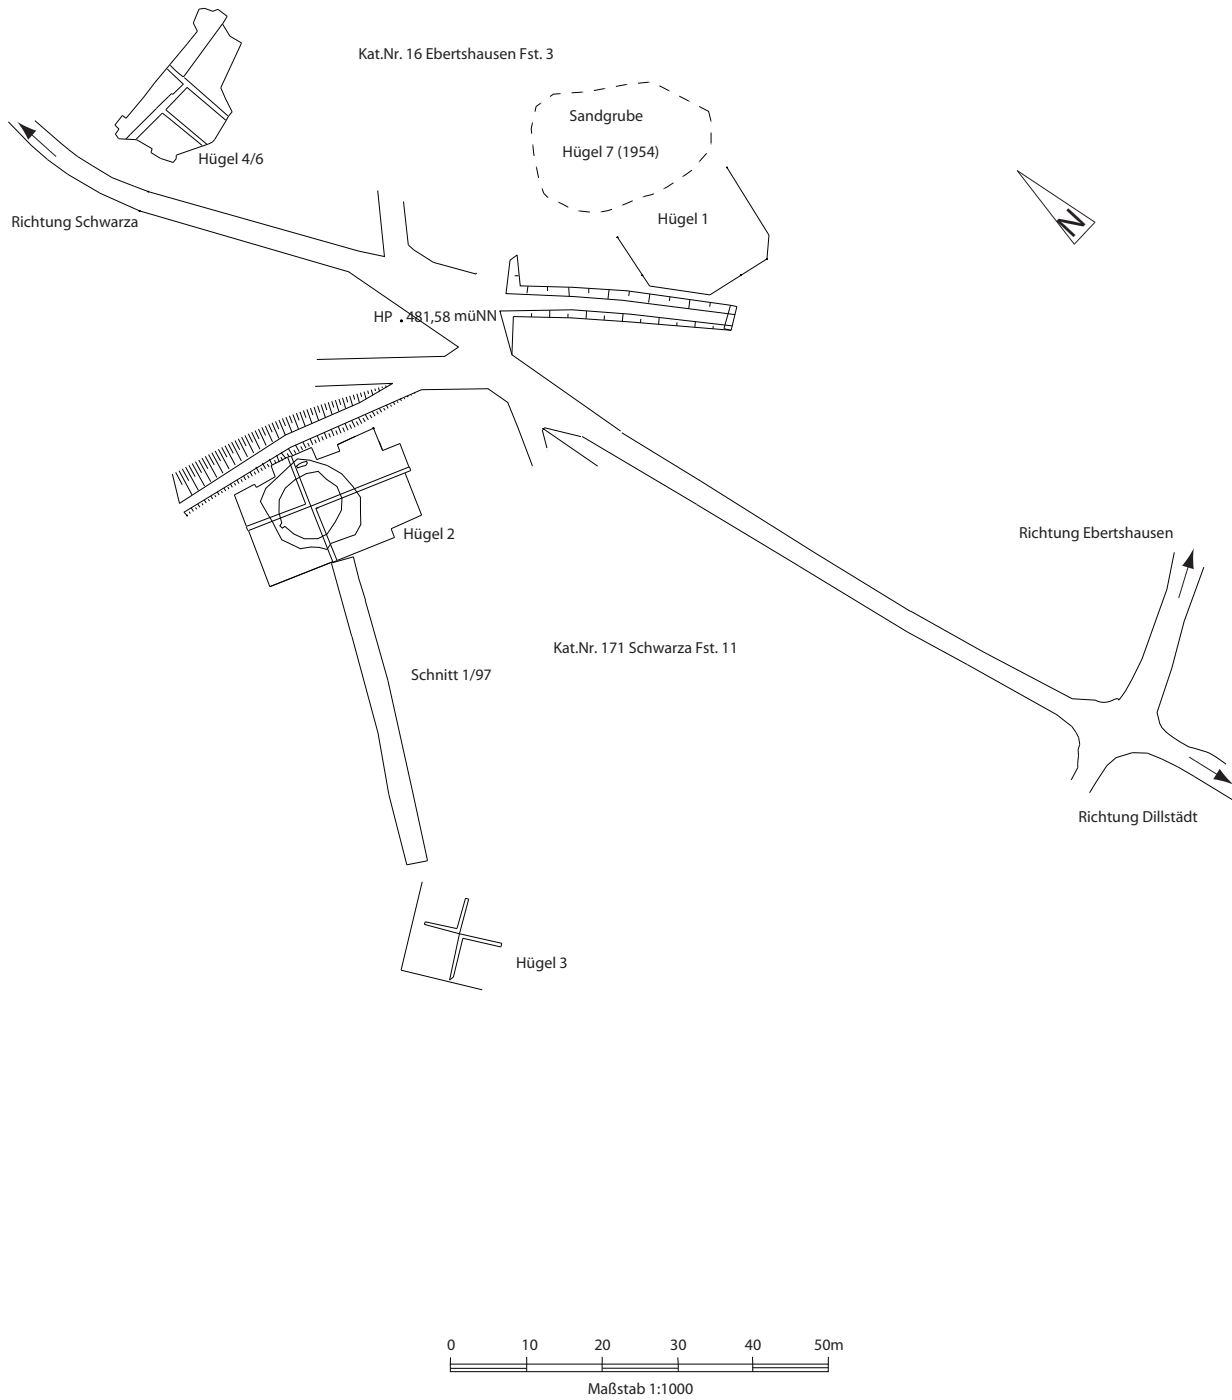 Kat.Nr. 16 Ebertshausen Fst. 3
Sandgrube
Hügel 7 (1954)
Hügel 4/6
Richtung Schwarza
Hügel 1
N
HP .481,58 müNN
Hügel 2
Richtung Ebertshausen
Kat.Nr. 171 Schwarza Fst. 11
Schnitt 1/97
Richtung Dillstädt
Hügel 3
0 10 20 30 40 50m
Maßstab 1:1000